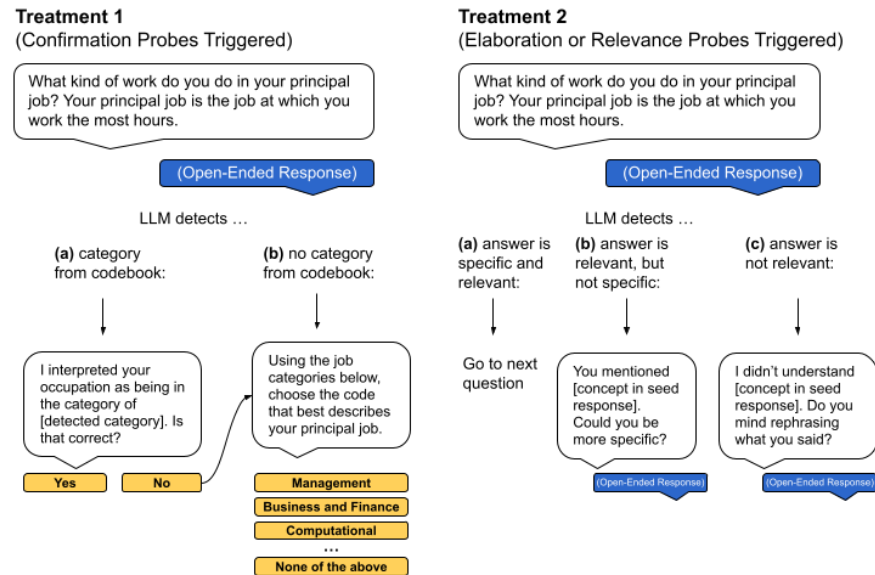 Treatment 1
(Confirmation Probes Triggered)
What kind of work do you do in your principal
job? Your principal job is the job at which you
work the most hours.
(Open-Ended Response)
LLM detects …
(a) category
from codebook:
(b) no category
from codebook:
I interpreted your
occupation as being in
the category of
[detected category]. Is
that correct?
Yes
No
Using the job
categories below,
choose the code
that best describes
your principal job.
Management
Business and Finance
Computational
…
None of the above
Treatment 2
(Elaboration or Relevance Probes Triggered)
What kind of work do you do in your principal
job? Your principal job is the job at which you
work the most hours.
(Open-Ended Response)
LLM detects …
(a) answer is
specific and
relevant:
(b) answer is
relevant, but
not specific:
(c) answer is
not relevant:
Go to next
question
You mentioned
[concept in seed
response].
Could you be
more specific?
(Open-Ended Response)
I didn't understand
[concept in seed
response]. Do you
mind rephrasing
what you said?
(Open-Ended Response)